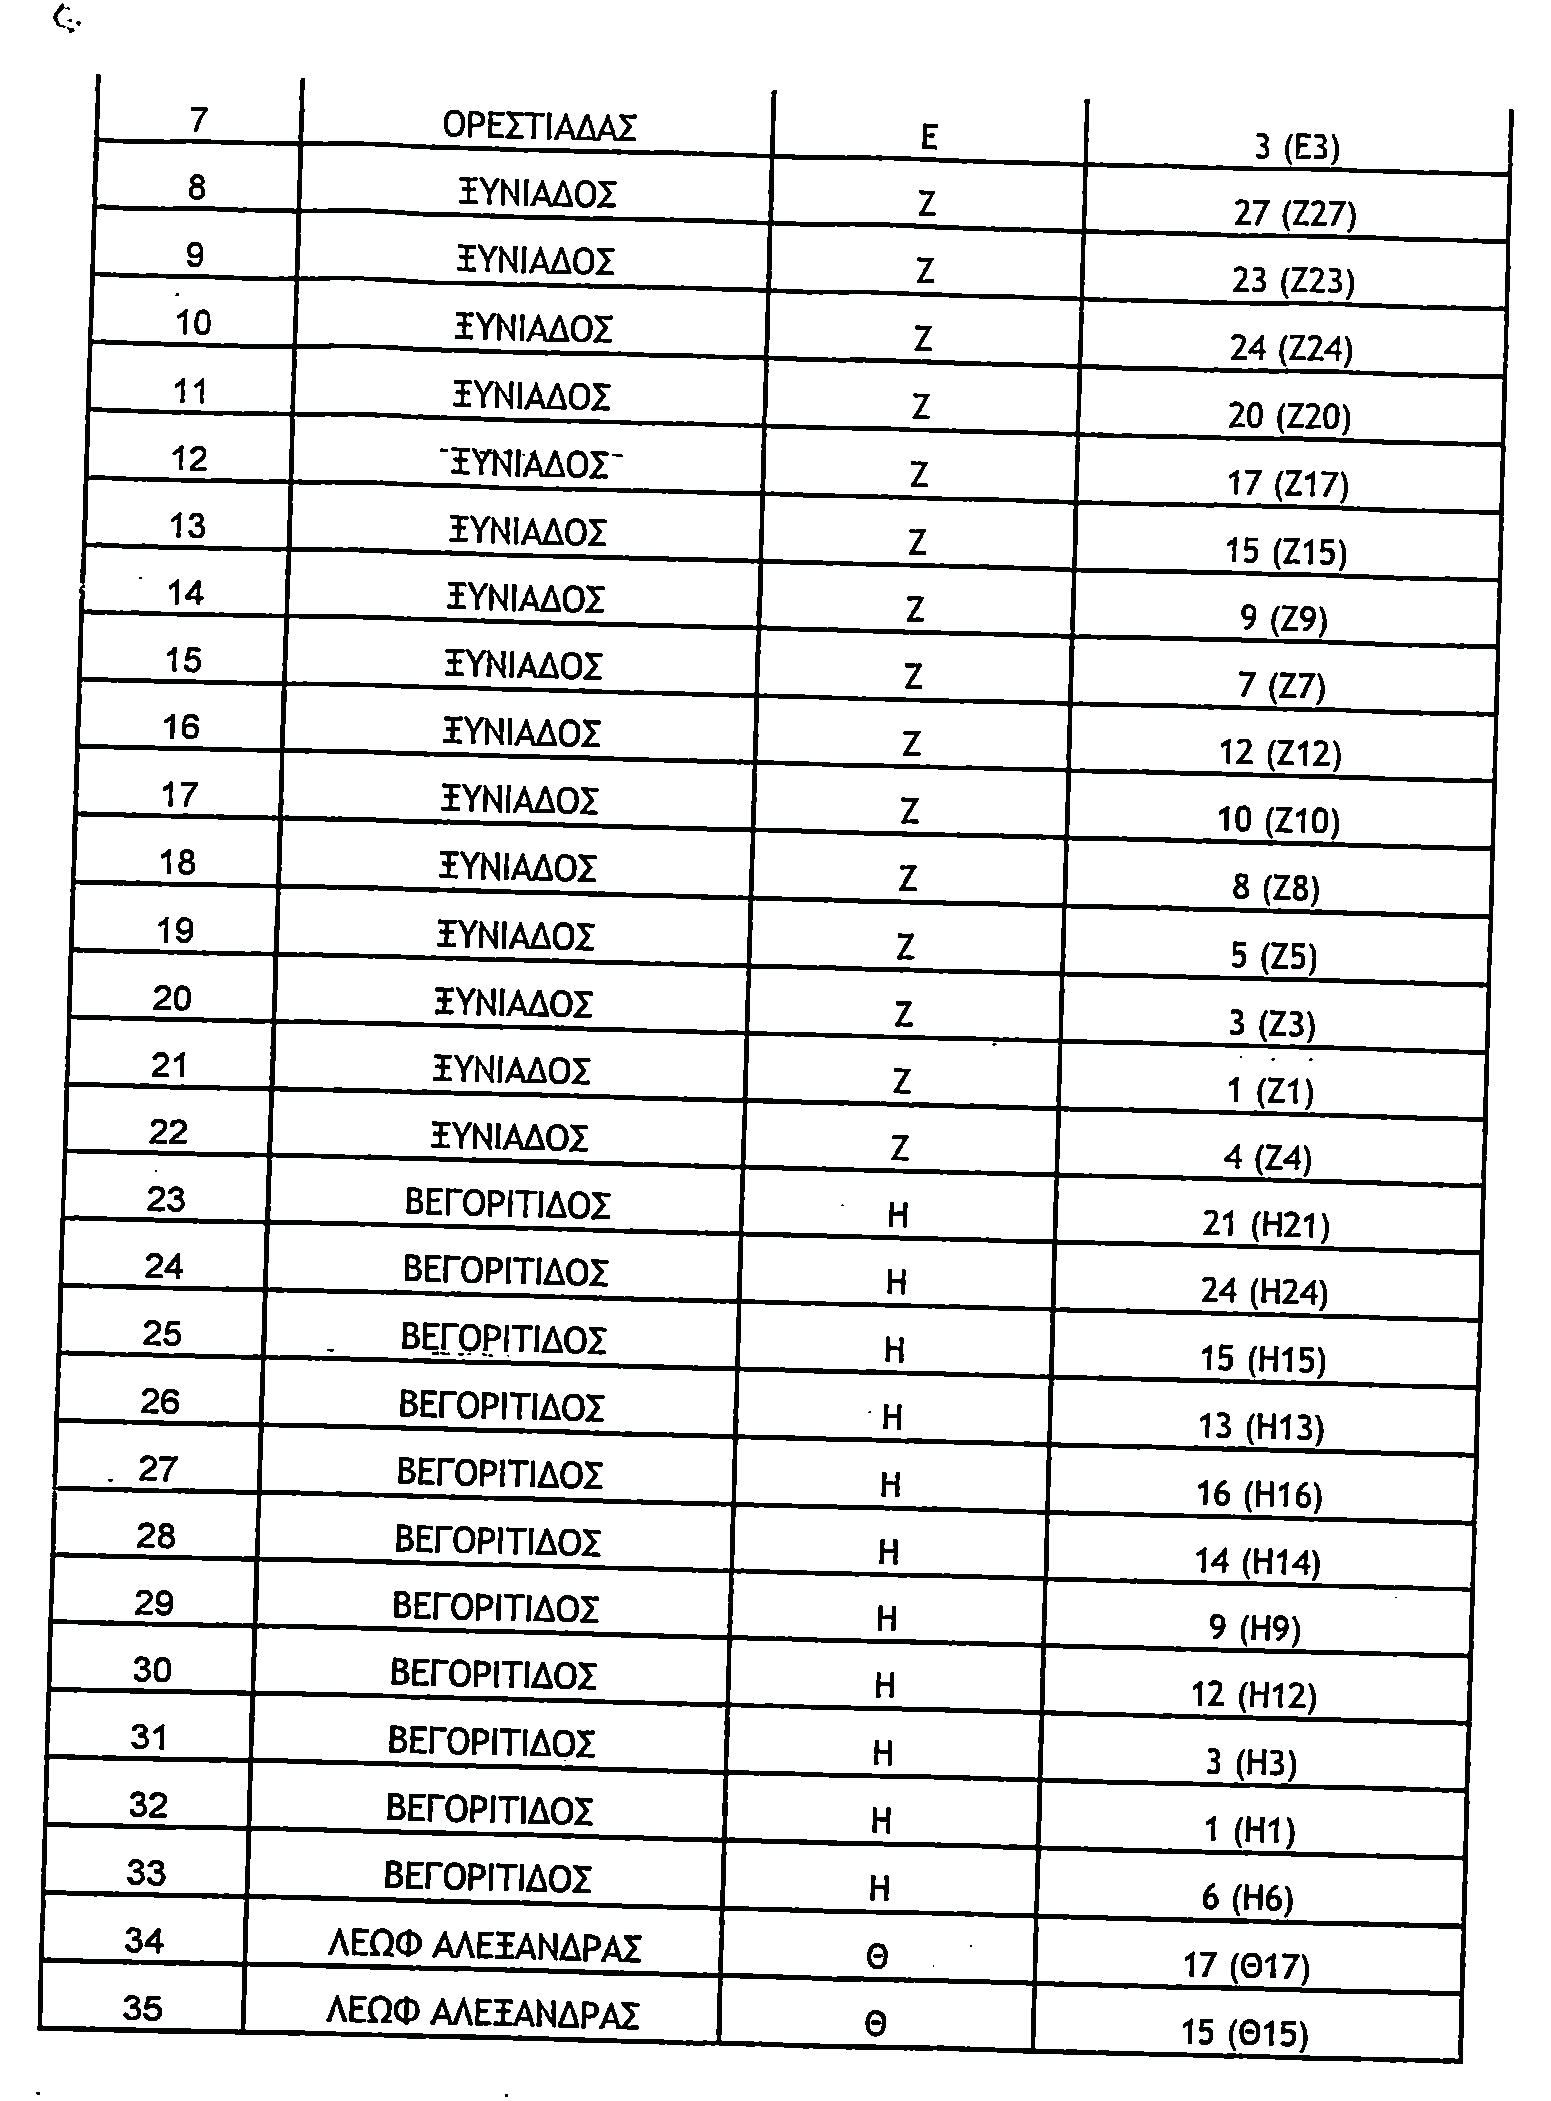 7 ΟΡΕΣΤΙΑΔΑΣ Ε 3 (Ε3)
8 ΞΥΝΙΑΔΟΣ Ζ 27 (Ζ27)
9 ΞΥΝΙΑΔΟΣ Ζ 23 (Ζ23)
10 ΞΥΝΙΑΔΟΣ Ζ 24 (Ζ24)
11 ΞΥΝΙΑΔΟΣ Ζ 20 (Ζ20)
12 ΞΥΝΙΑΔΟΣ Ζ 17 (Ζ17)
13 ΞΥΝΙΑΔΟΣ Ζ 15 (Ζ15)
14 ΞΥΝΙΑΔΟΣ Ζ 9 (Ζ9)
15 ΞΥΝΙΑΔΟΣ Ζ 7 (Ζ7)
16 ΞΥΝΙΑΔΟΣ Ζ 12 (Ζ12)
17 ΞΥΝΙΑΔΟΣ Ζ 10 (Ζ10)
18 ΞΥΝΙΑΔΟΣ Ζ 8 (Ζ8)
19 ΞΥΝΙΑΔΟΣ Ζ 5 (Ζ5)
20 ΞΥΝΙΑΔΟΣ Ζ 3 (Ζ3)
21 ΞΥΝΙΑΔΟΣ Ζ 1 (Ζ1)
22 ΞΥΝΙΑΔΟΣ Ζ 4 (Ζ4)
23 ΒΕΓΟΡΙΤΙΔΟΣ Η 21 (Η21)
24 ΒΕΓΟΡΙΤΙΔΟΣ Η 24 (Η24)
25 ΒΕΓΟΡΙΤΙΔΟΣ Η 15 (Η15)
26 ΒΕΓΟΡΙΤΙΔΟΣ Η 13 (Η13)
27 ΒΕΓΟΡΙΤΙΔΟΣ Η 16 (Η16)
28 ΒΕΓΟΡΙΤΙΔΟΣ Η 14 (Η14)
29 ΒΕΓΟΡΙΤΙΔΟΣ Η 9 (Η9)
30 ΒΕΓΟΡΙΤΙΔΟΣ Η 12 (Η12)
31 ΒΕΓΟΡΙΤΙΔΟΣ Η 3 (Η3)
32 ΒΕΓΟΡΙΤΙΔΟΣ Η 1 (Η1)
33 ΒΕΓΟΡΙΤΙΔΟΣ Η 6 (Η6)
34 ΛΕΩΦ ΑΛΕΞΑΝΔΡΑΣ Θ 17 (Θ17)
35 ΛΕΩΦ ΑΛΕΞΑΝΔΡΑΣ Θ 15 (Θ15)